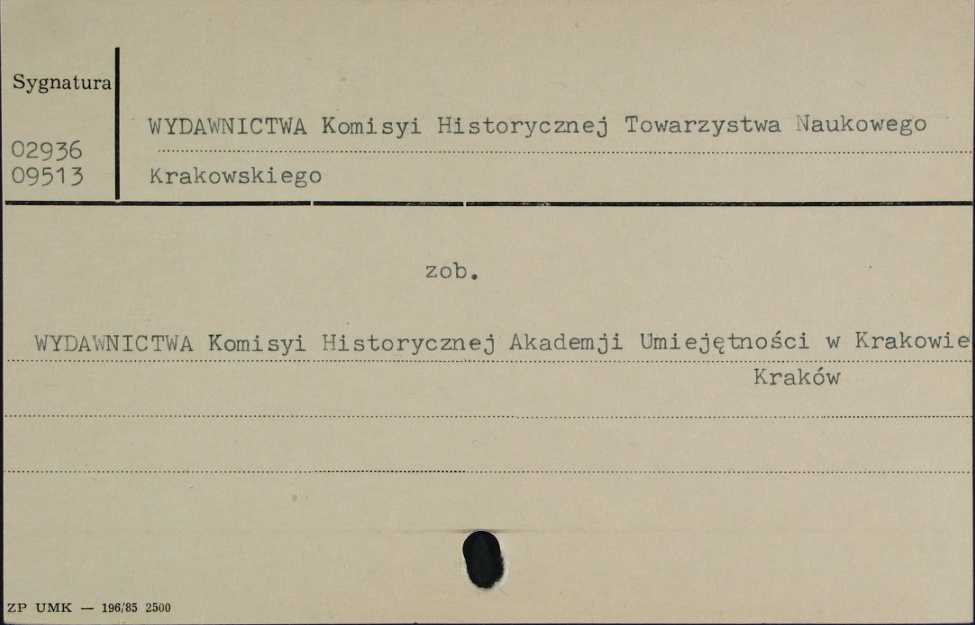 Sygnatura
WYDAWNICTWA Komisyi Historycznej Towarzystwa Naukowego
02936
09513 Krakowskiego
zob.
WYDAWNICTWA Komisyi Historycznej Akademji Umiejętności w Krakowie
Kraków
ZP UMK — 196/85 2500